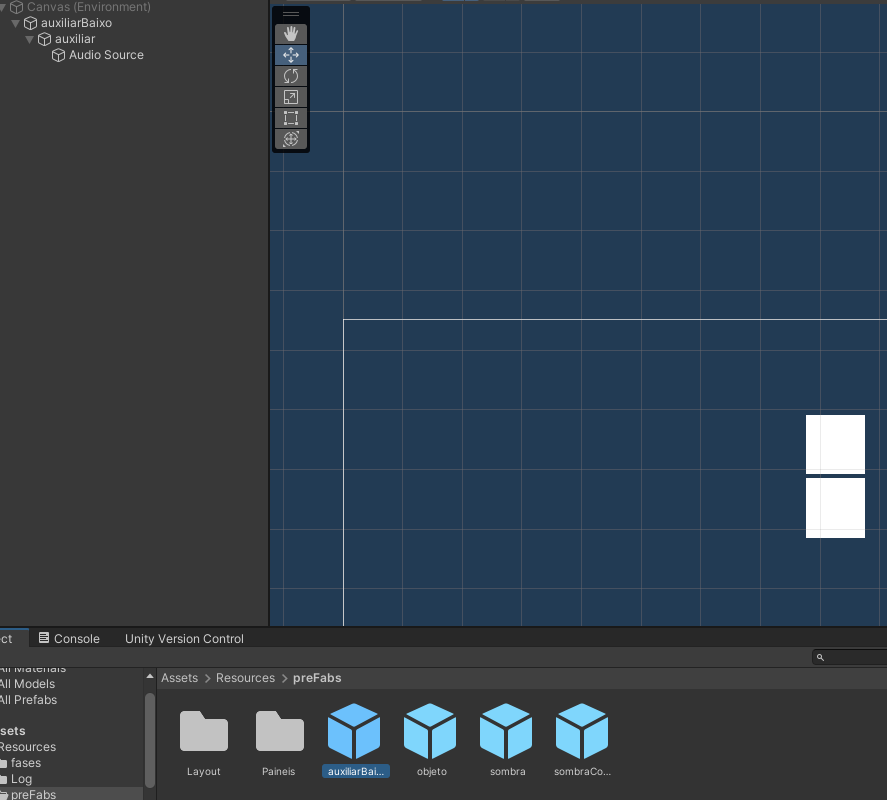 Canvas (Environment)
auxiliarBaixo
auxiliar
Audio Source
ct
Console
Unity Version Control
All Materials
All Models
All Prefabs
sets
Resources
fases
Log
preFabs
Assets > Resources > preFabs
Layout
Paineis
auxiliarBai...
objeto
sombra
sombraCo...